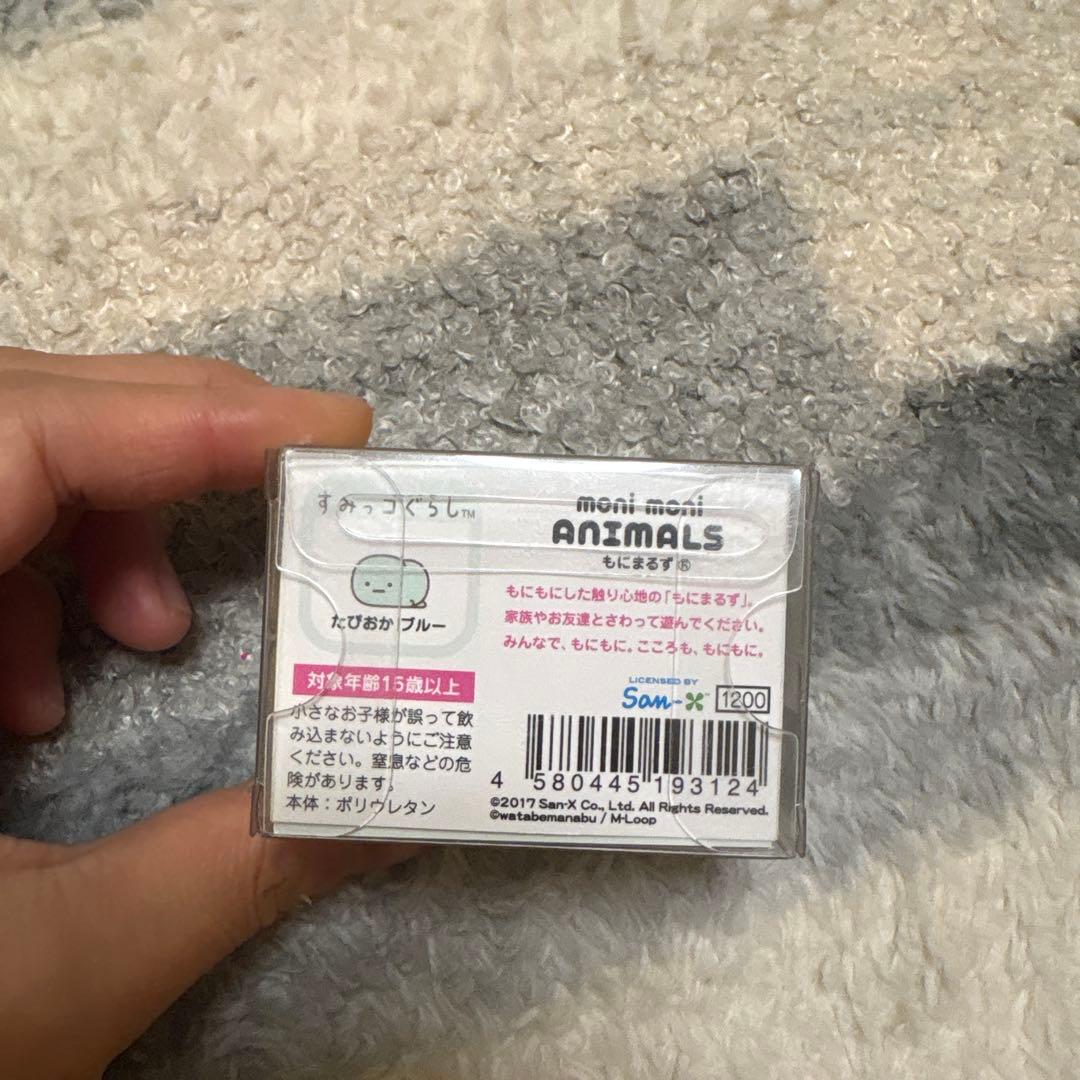 すみっコぐらし™
たぴおか ブルー
対象年齢15歳以上
小さなお子様が誤って飲
み込まないようにご注意
ください。窒息などの危
険があります。
本体：ポリウレタン
moni moni
ANIMALS
もにまるず®
もにもにした触り心地の「もにまるず」。
家族やお友達とさわって遊んでください。
みんなで、もにもに。こころも、もにもに。
LICENSED BY
San-X™ 1200
4 580445 193124
©2017 San-X Co., Ltd. All Rights Reserved.
©watabemanabu / M-Loop